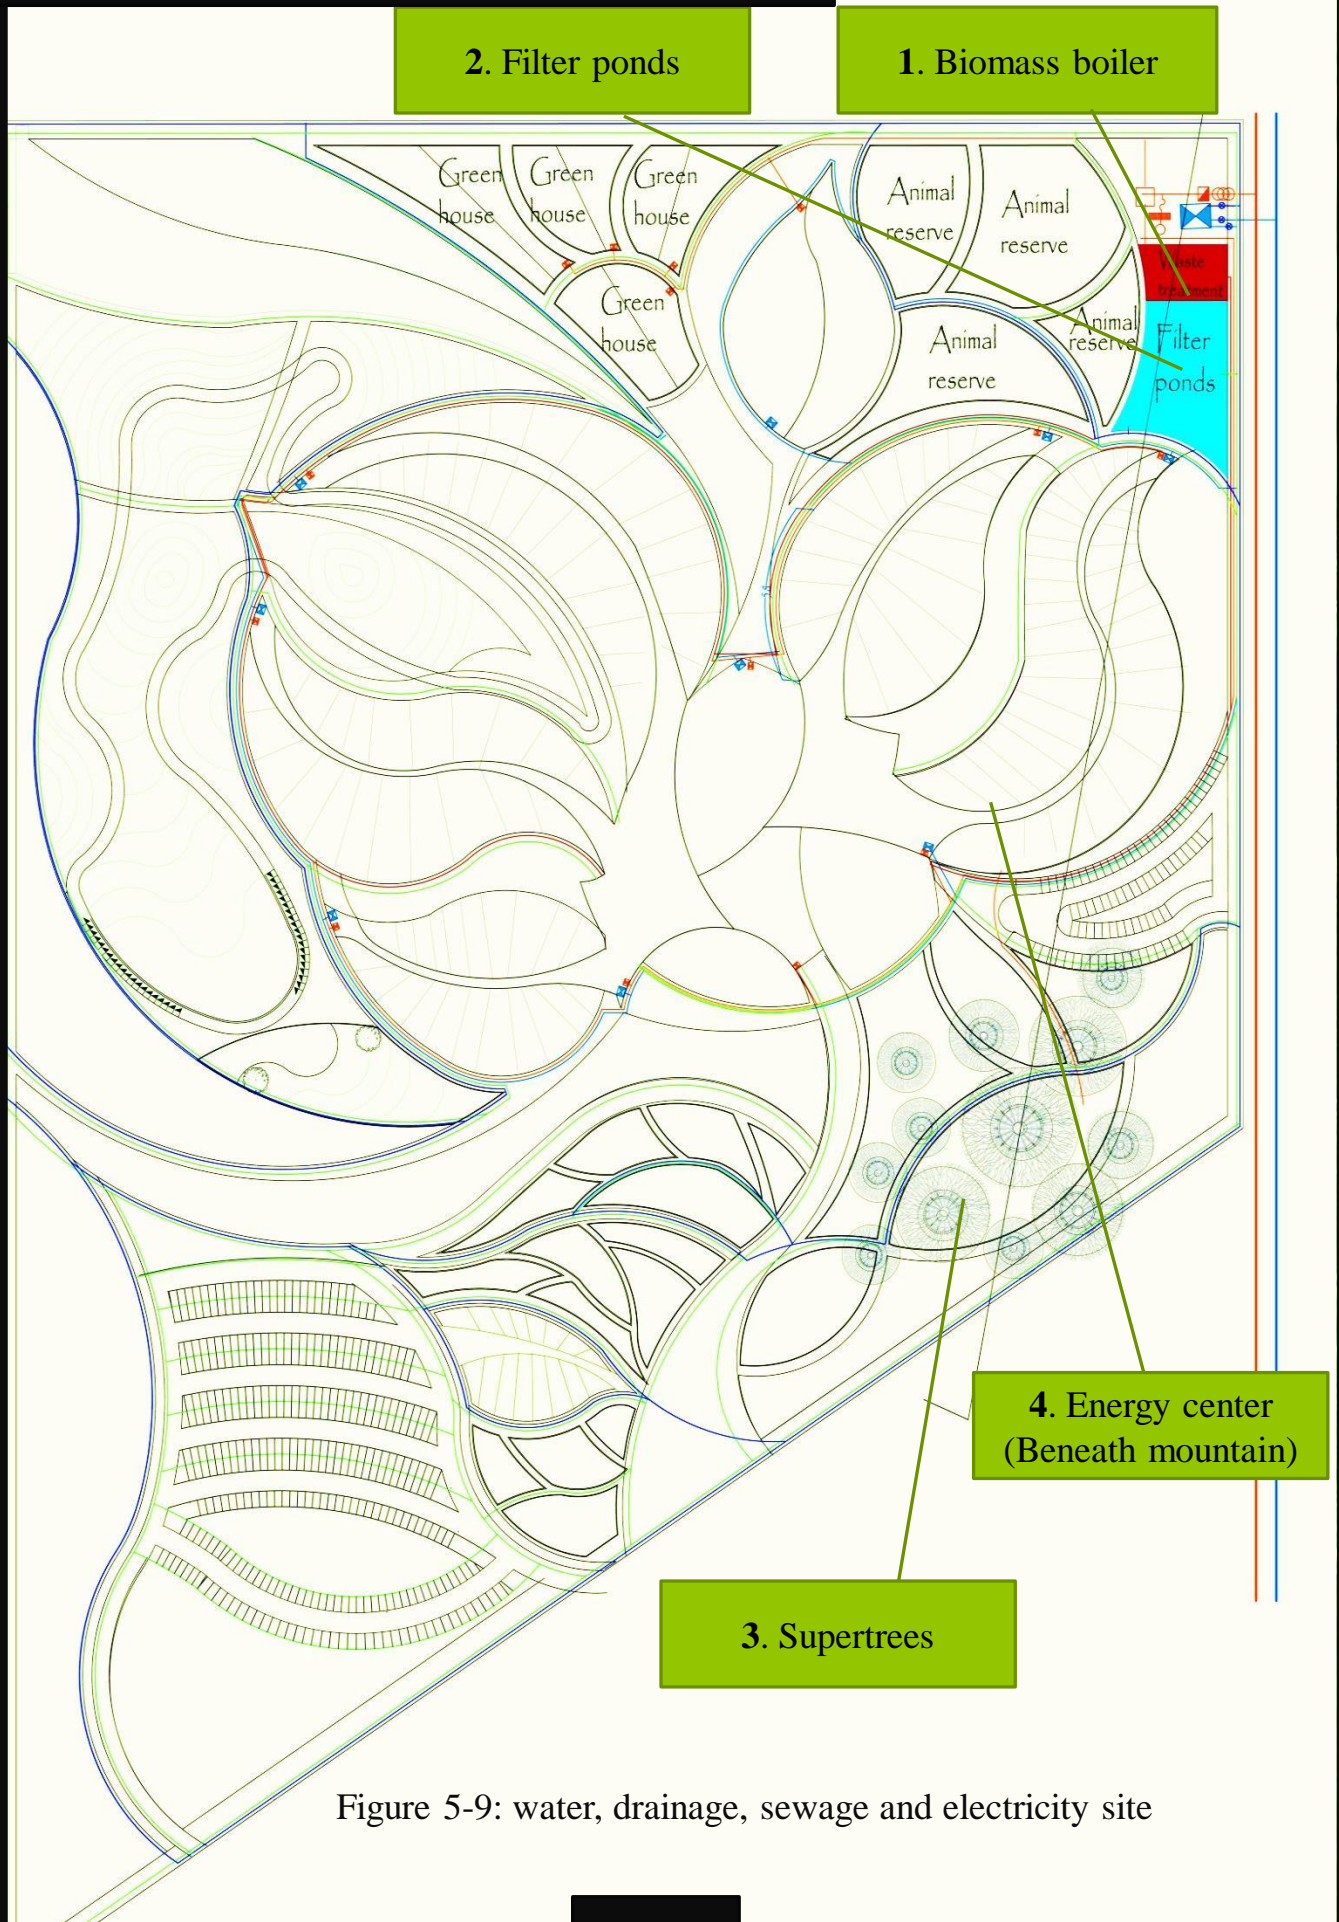 2. Filter ponds
1. Biomass boiler
Green
house
Green
house
Green
house
Green
house
Animal
reserve
Animal
reserve
Animal
reserve
Animal
reserve
Waste
treatment
Filter
ponds
4. Energy center
(Beneath mountain)
3. Supertrees
Figure 5-9: water, drainage, sewage and electricity site